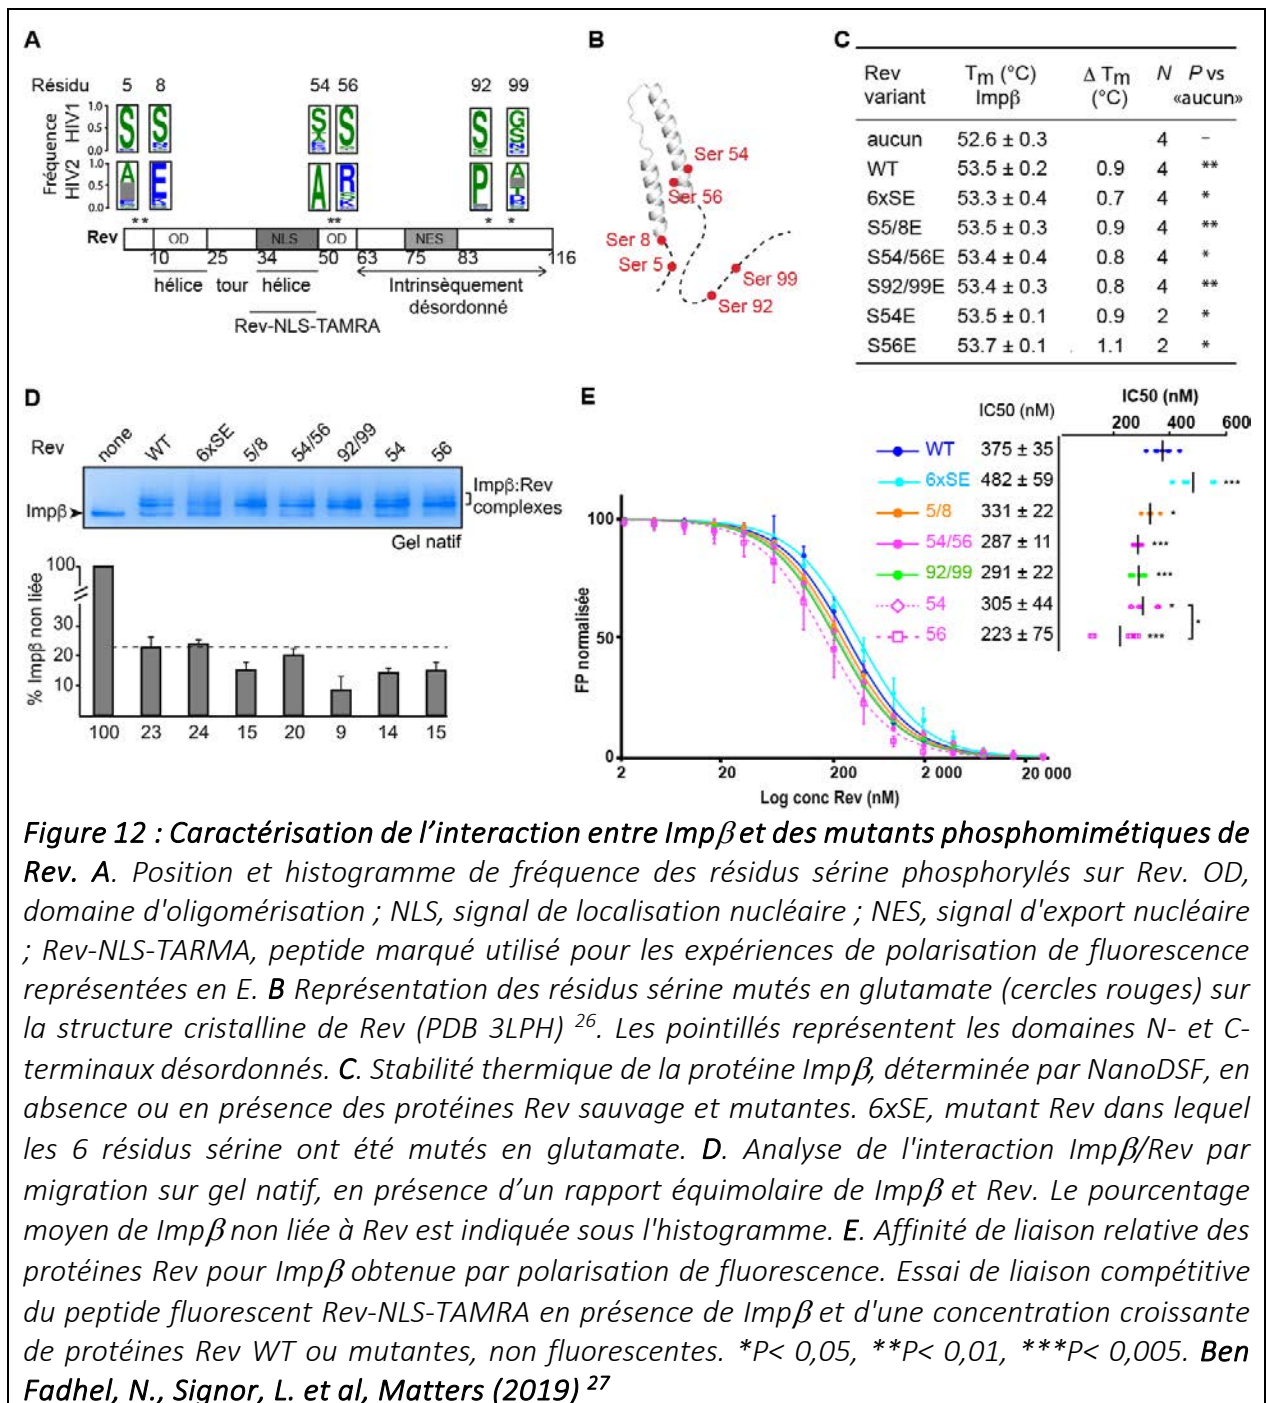 A
Résidu 5 8 54 56 92 99
Fréquence
HIV1
1.0
0.5
0.0
S S S S S G
S
HIV2
1.0
0.5
0.0
A E A R P A
** ** * *
Rev OD NLS OD NES
10 25 34 50 63 75 83 116
hélice tour hélice Intrinsèquement
désordonné
Rev-NLS-TAMRA
B
Ser 54
Ser 56
Ser 8
Ser 5
Ser 99
Ser 92
C
Rev Tm (°C) Δ Tm N P vs
variant Impβ (°C) «aucun»
aucun 52.6 ± 0.3 4 –
WT 53.5 ± 0.2 0.9 4 **
6xSE 53.3 ± 0.4 0.7 4 *
S5/8E 53.5 ± 0.3 0.9 4 **
S54/56E 53.4 ± 0.4 0.8 4 *
S92/99E 53.4 ± 0.3 0.8 4 **
S54E 53.5 ± 0.1 0.9 2 *
S56E 53.7 ± 0.1 1.1 2 *
D
Rev none WT 6xSE 5/8 54/56 92/99 54 56
Impβ:Rev
complexes
Impβ
Gel natif
% Impβ non liée
100
30
20
10
100 23 24 15 20 9 14 15
E
IC50 (nM) IC50 (nM)
200 400 600
WT 375 ± 35
6xSE 482 ± 59 ***
5/8 331 ± 22 *
54/56 287 ± 11 ***
92/99 291 ± 22 ***
54 305 ± 44 *
*
56 223 ± 75 ***
FP normalisée
100
50
0
2 20 200 2 000 20 000
Log conc Rev (nM)
Figure 12 : Caractérisation de l’interaction entre Impβ et des mutants phosphomimétiques de
Rev. A. Position et histogramme de fréquence des résidus sérine phosphorylés sur Rev. OD,
domaine d'oligomérisation ; NLS, signal de localisation nucléaire ; NES, signal d'export nucléaire
; Rev-NLS-TARMA, peptide marqué utilisé pour les expériences de polarisation de fluorescence
représentées en E. B Représentation des résidus sérine mutés en glutamate (cercles rouges) sur
la structure cristalline de Rev (PDB 3LPH) 26. Les pointillés représentent les domaines N- et C-
terminaux désordonnés. C. Stabilité thermique de la protéine Impβ, déterminée par NanoDSF, en
absence ou en présence des protéines Rev sauvage et mutantes. 6xSE, mutant Rev dans lequel
les 6 résidus sérine ont été mutés en glutamate. D. Analyse de l'interaction Impβ/Rev par
migration sur gel natif, en présence d’un rapport équimolaire de Impβ et Rev. Le pourcentage
moyen de Impβ non liée à Rev est indiquée sous l'histogramme. E. Affinité de liaison relative des
protéines Rev pour Impβ obtenue par polarisation de fluorescence. Essai de liaison compétitive
du peptide fluorescent Rev-NLS-TAMRA en présence de Impβ et d'une concentration croissante
de protéines Rev WT ou mutantes, non fluorescentes. *P< 0,05, **P< 0,01, ***P< 0,005. Ben
Fadhel, N., Signor, L. et al, Matters (2019) 27